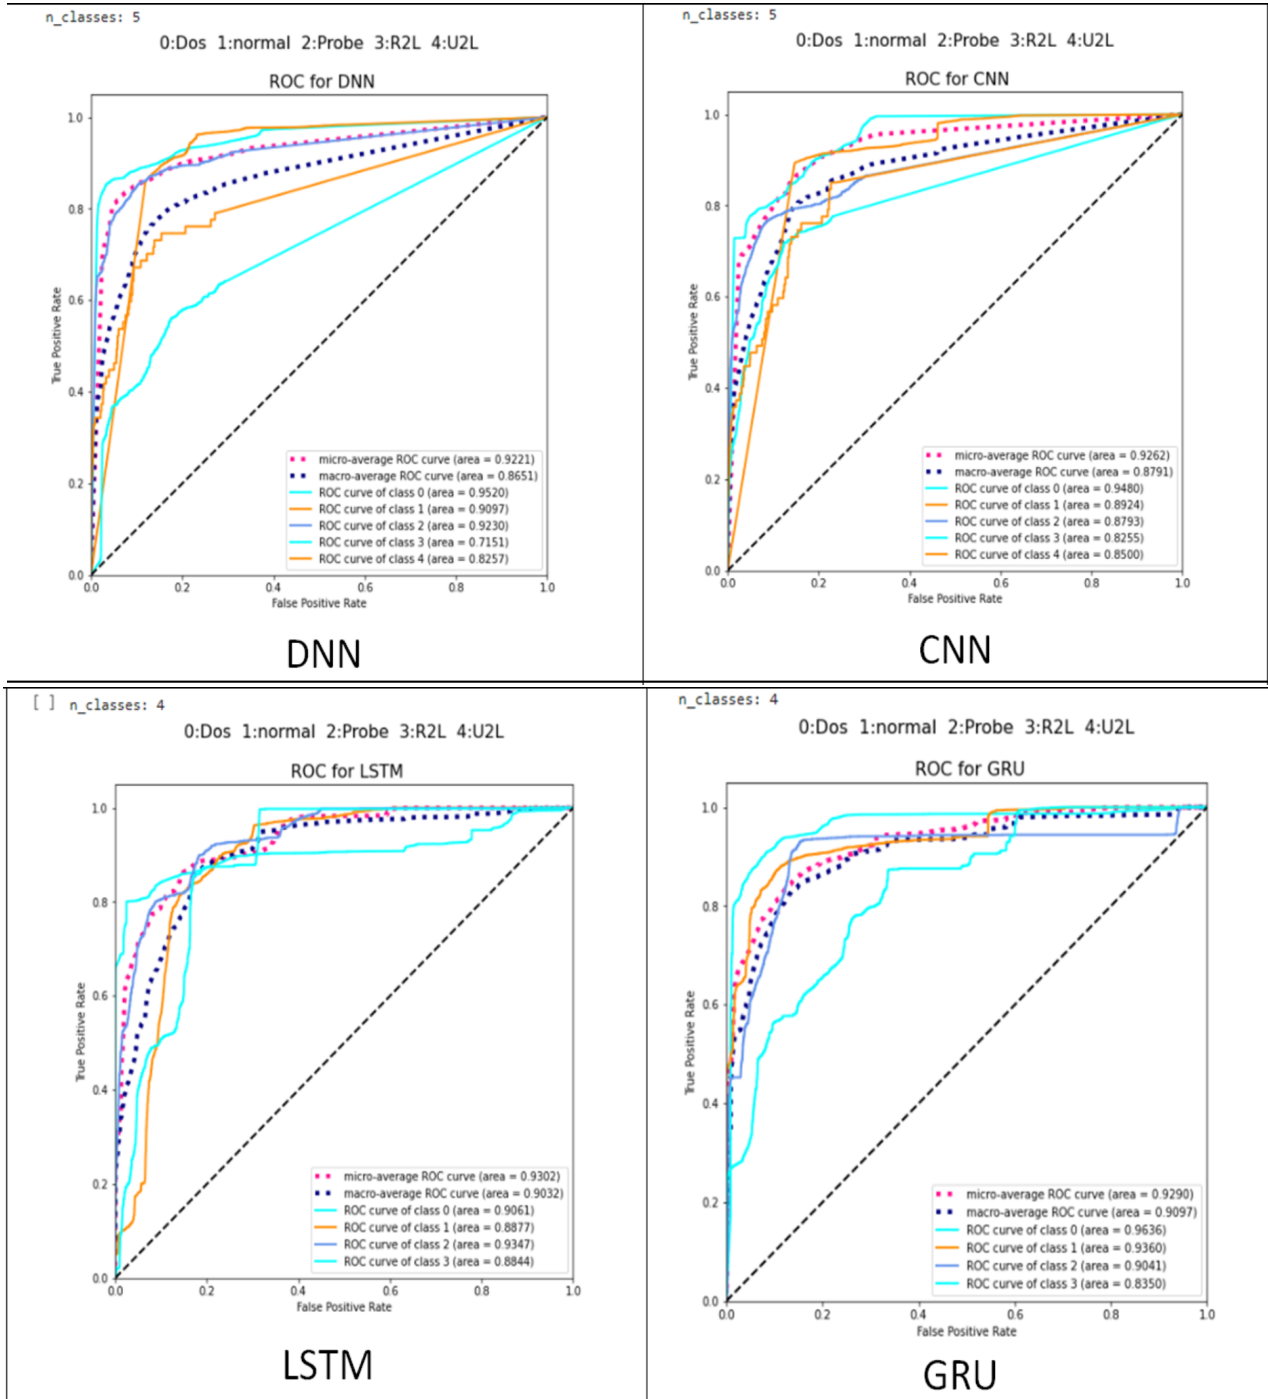 n_classes: 5
0:Dos 1:normal 2:Probe 3:R2L 4:U2L
ROC for DNN
1.0
0.8
0.6
0.4
0.2
0.0
True Positive Rate
micro-average ROC curve (area = 0.9221)
macro-average ROC curve (area = 0.8651)
ROC curve of class 0 (area = 0.9520)
ROC curve of class 1 (area = 0.9097)
ROC curve of class 2 (area = 0.9230)
ROC curve of class 3 (area = 0.7151)
ROC curve of class 4 (area = 0.8257)
0.0 0.2 0.4 0.6 0.8 1.0
False Positive Rate
DNN
n_classes: 5
0:Dos 1:normal 2:Probe 3:R2L 4:U2L
ROC for CNN
1.0
0.8
0.6
0.4
0.2
0.0
True Positive Rate
micro-average ROC curve (area = 0.9262)
macro-average ROC curve (area = 0.8791)
ROC curve of class 0 (area = 0.9480)
ROC curve of class 1 (area = 0.8924)
ROC curve of class 2 (area = 0.8793)
ROC curve of class 3 (area = 0.8255)
ROC curve of class 4 (area = 0.8500)
0.0 0.2 0.4 0.6 0.8 1.0
False Positive Rate
CNN
[ ] n_classes: 4
0:Dos 1:normal 2:Probe 3:R2L 4:U2L
ROC for LSTM
1.0
0.8
0.6
0.4
0.2
0.0
True Positive Rate
micro-average ROC curve (area = 0.9302)
macro-average ROC curve (area = 0.9032)
ROC curve of class 0 (area = 0.9061)
ROC curve of class 1 (area = 0.8877)
ROC curve of class 2 (area = 0.9347)
ROC curve of class 3 (area = 0.8844)
0.0 0.2 0.4 0.6 0.8 1.0
False Positive Rate
LSTM
n_classes: 4
0:Dos 1:normal 2:Probe 3:R2L 4:U2L
ROC for GRU
1.0
0.8
0.6
0.4
0.2
0.0
True Positive Rate
micro-average ROC curve (area = 0.9290)
macro-average ROC curve (area = 0.9097)
ROC curve of class 0 (area = 0.9636)
ROC curve of class 1 (area = 0.9360)
ROC curve of class 2 (area = 0.9041)
ROC curve of class 3 (area = 0.8350)
0.0 0.2 0.4 0.6 0.8 1.0
False Positive Rate
GRU